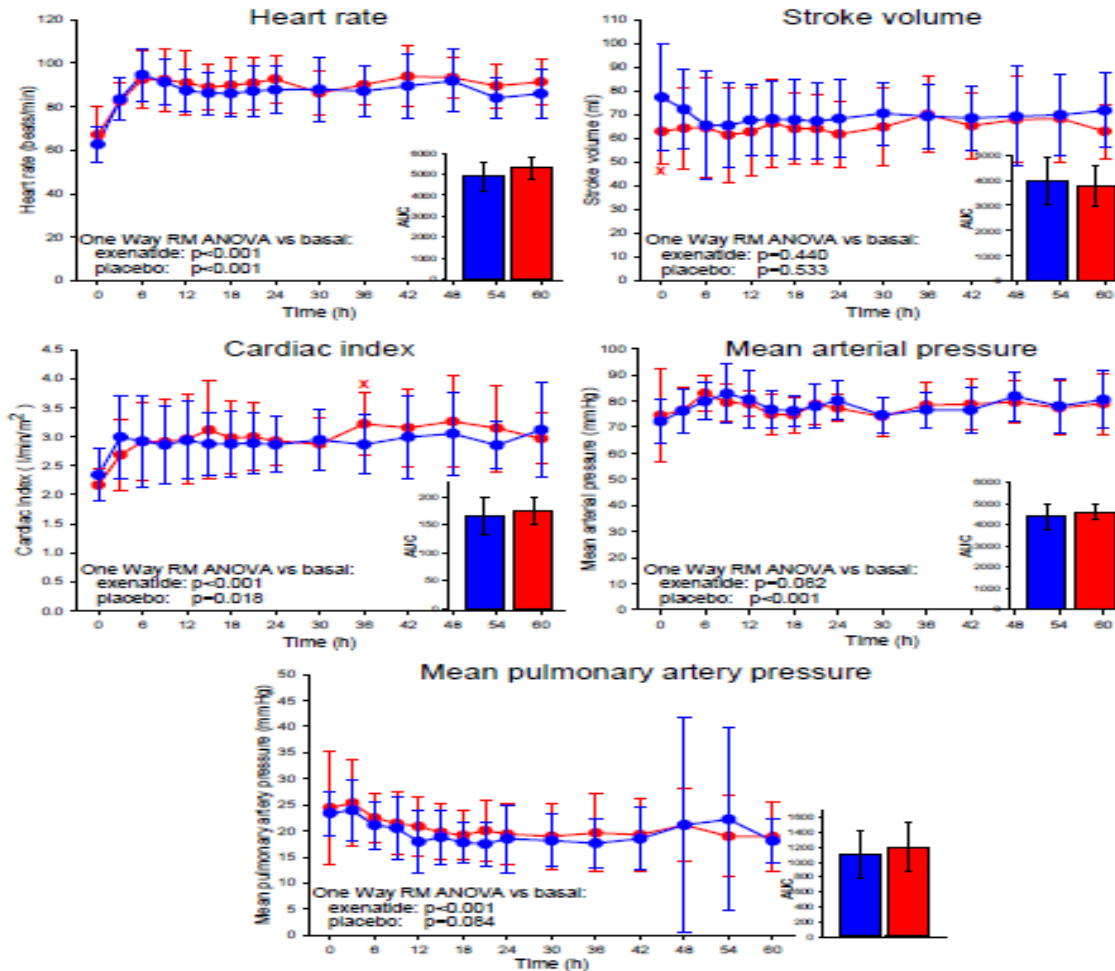 Heart rate
Heart rate (beats/min)
120
100
80
60
40
20
0
0 6 12 18 24 30 36 42 48 54 60
Time (h)
One Way RM ANOVA vs basal:
exenatide: p<0.001
placebo: p<0.001
AUC
6000
5000
4000
3000
2000
1000
0
Stroke volume
Stroke volume (ml)
110
100
90
80
70
60
50
40
30
20
10
0
x
0 6 12 18 24 30 36 42 48 54 60
Time (h)
One Way RM ANOVA vs basal:
exenatide: p=0.440
placebo: p=0.533
AUC
5000
4000
3000
2000
1000
0
Cardiac index
Cardiac index ( l/min/m2)
4.5
4.0
3.5
3.0
2.5
2.0
1.5
1.0
0.5
0.0
x
0 6 12 18 24 30 36 42 48 54 60
Time (h)
One Way RM ANOVA vs basal:
exenatide: p<0.001
placebo: p=0.018
AUC
200
150
100
50
0
Mean arterial pressure
Mean arterial pressure (mmHg)
100
90
80
70
60
50
40
30
20
10
0
0 6 12 18 24 30 36 42 48 54 60
Time (h)
One Way RM ANOVA vs basal:
exenatide: p=0.082
placebo: p<0.001
AUC
6000
5000
4000
3000
2000
1000
0
Mean pulmonary artery pressure
Mean pulmonary artery pressure (mmHg)
50
45
40
35
30
25
20
15
10
5
0
0 6 12 18 24 30 36 42 48 54 60
Time (h)
One Way RM ANOVA vs basal:
exenatide: p<0.001
placebo: p=0.084
AUC
1600
1400
1200
1000
800
600
400
200
0